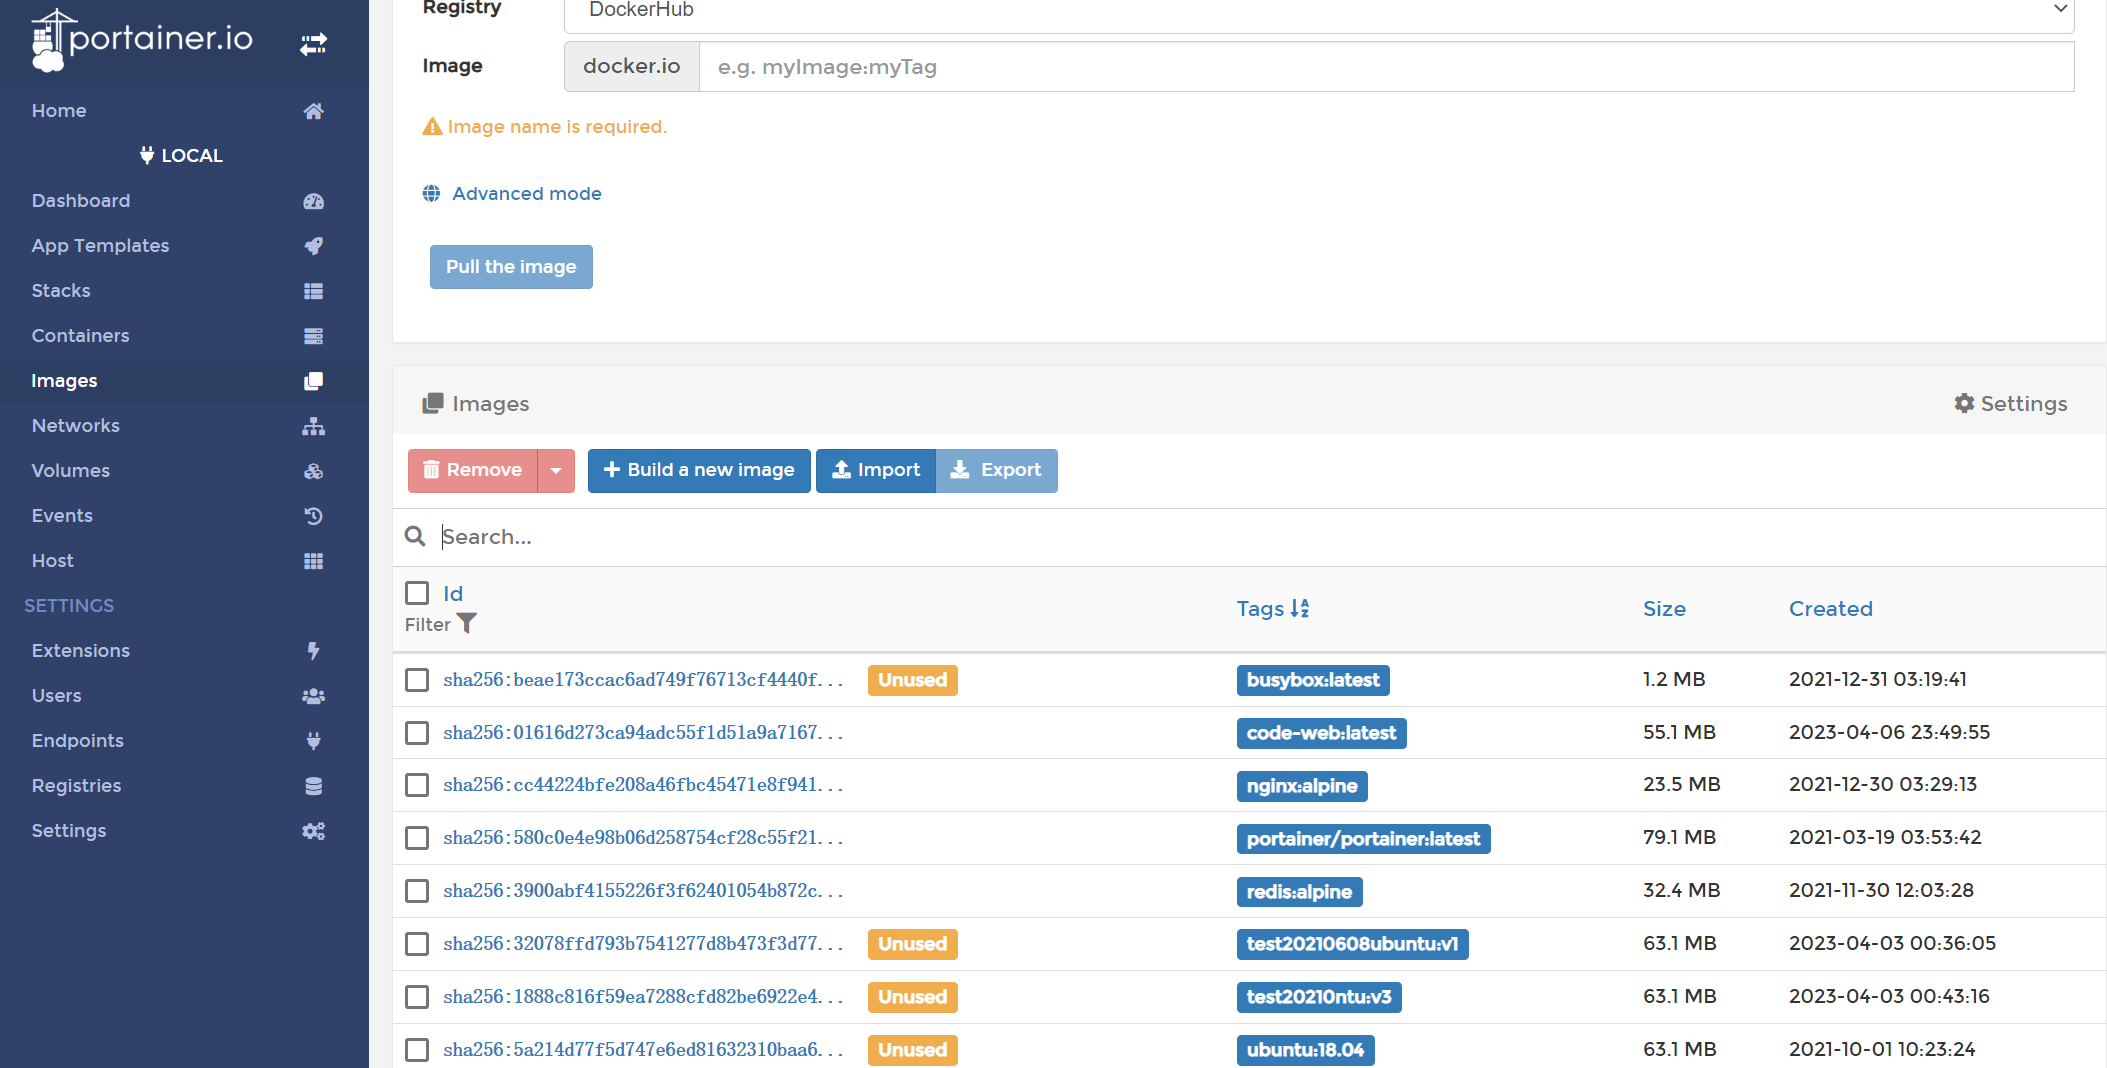 portainer.io
Home
LOCAL
Dashboard
App Templates
Stacks
Containers
Images
Networks
Volumes
Events
Host
SETTINGS
Extensions
Users
Endpoints
Registries
Settings
Registry DockerHub
Image docker.io e.g. myImage:myTag
Image name is required.
Advanced mode
Pull the image
Images Settings
Remove Build a new image Import Export
Search...
Id Tags Size Created
Filter
sha256:beae173ccac6ad749f76713cf4440f... Unused busybox:latest 1.2 MB 2021-12-31 03:19:41
sha256:01616d273ca94adc55f1d51a9a7167... code-web:latest 55.1 MB 2023-04-06 23:49:55
sha256:cc44224bfe208a46fbc45471e8f941... nginx:alpine 23.5 MB 2021-12-30 03:29:13
sha256:580c0e4e98b06d258754cf28c55f21... portainer/portainer:latest 79.1 MB 2021-03-19 03:53:42
sha256:3900abf4155226f3f62401054b872c... redis:alpine 32.4 MB 2021-11-30 12:03:28
sha256:32078ffd793b7541277d8b473f3d77... Unused test20210608ubuntu:v1 63.1 MB 2023-04-03 00:36:05
sha256:1888c816f59ea7288cfd82be6922e4... Unused test20210ntu:v3 63.1 MB 2023-04-03 00:43:16
sha256:5a214d77f5d747e6ed81632310baa6... Unused ubuntu:18.04 63.1 MB 2021-10-01 10:23:24